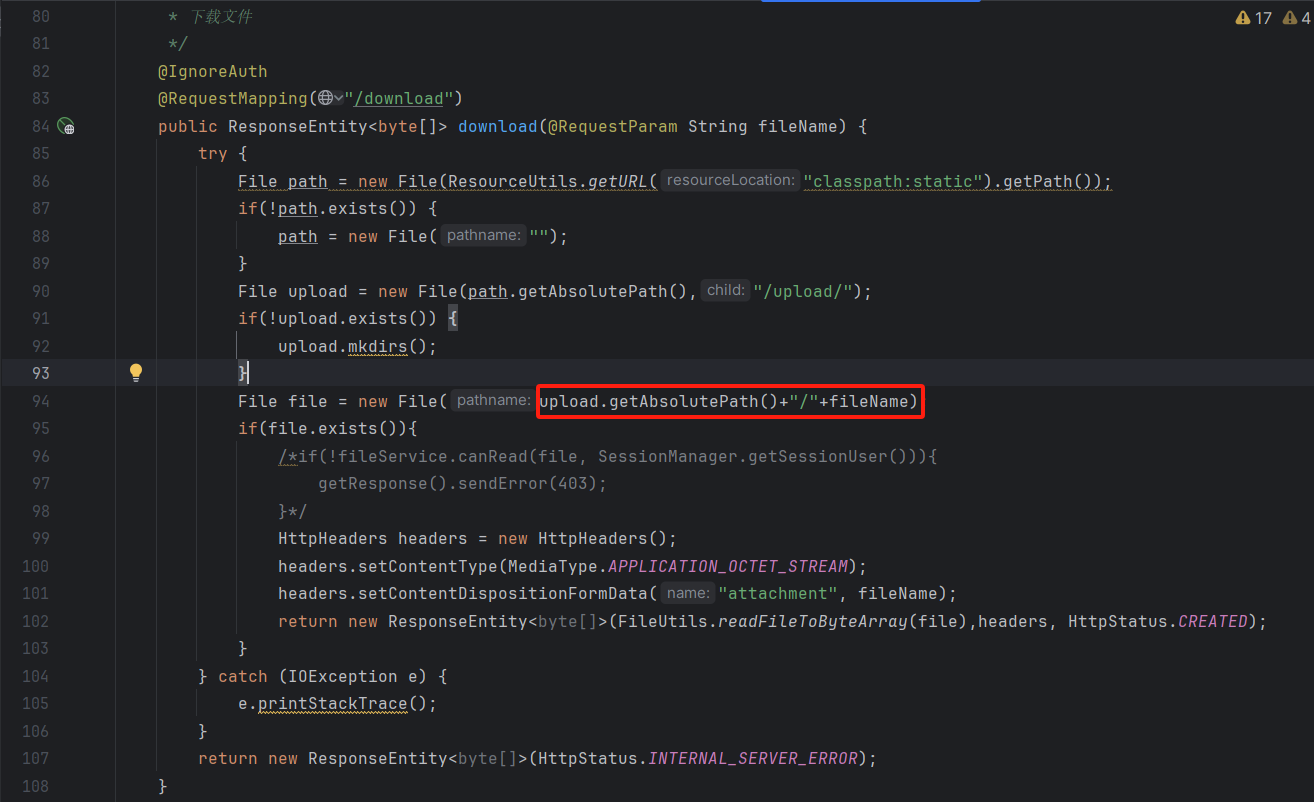 17 4
80 * 下载文件
81 */
82 @IgnoreAuth
83 @RequestMapping("/download")
84 public ResponseEntity<byte[]> download(@RequestParam String fileName) {
85 try {
86 File path = new File(ResourceUtils.getURL( resourceLocation: "classpath:static").getPath());
87 if(!path.exists()) {
88 path = new File( pathname: "");
89 }
90 File upload = new File(path.getAbsolutePath(), child: "/upload/");
91 if(!upload.exists()) {
92 upload.mkdirs();
93 }
94 File file = new File( pathname: upload.getAbsolutePath()+"/"+fileName)
95 if(file.exists()){
96 /*if(!fileService.canRead(file, SessionManager.getSessionUser())){
97 getResponse().sendError(403);
98 }*/
99 HttpHeaders headers = new HttpHeaders();
100 headers.setContentType(MediaType.APPLICATION_OCTET_STREAM);
101 headers.setContentDispositionFormData( name: "attachment", fileName);
102 return new ResponseEntity<byte[]>(FileUtils.readFileToByteArray(file),headers, HttpStatus.CREATED);
103 }
104 } catch (IOException e) {
105 e.printStackTrace();
106 }
107 return new ResponseEntity<byte[]>(HttpStatus.INTERNAL_SERVER_ERROR);
108 }